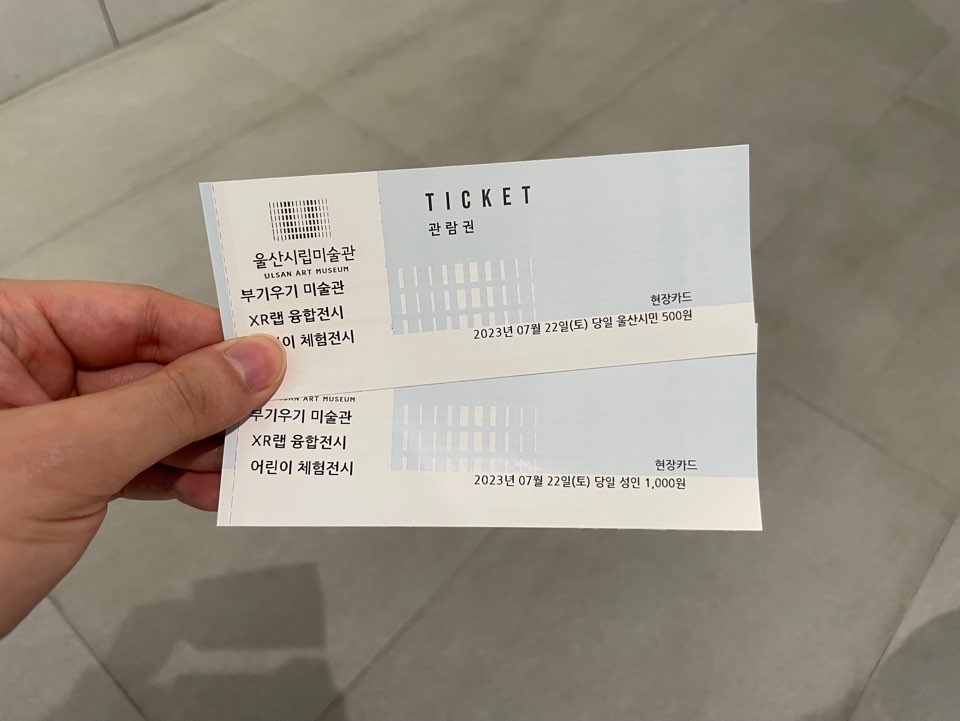 TICKET
관람권
울산시립미술관
ULSAN ART MUSEUM
부기우기 미술관
XR랩 융합전시
이 체험전시
현장카드
2023년 07월 22일(토) 당일 울산시민 500원
ART MUSEUM
부기우기 미술관
XR랩 융합전시
어린이 체험전시
현장카드
2023년 07월 22일(토) 당일 성인 1,000원